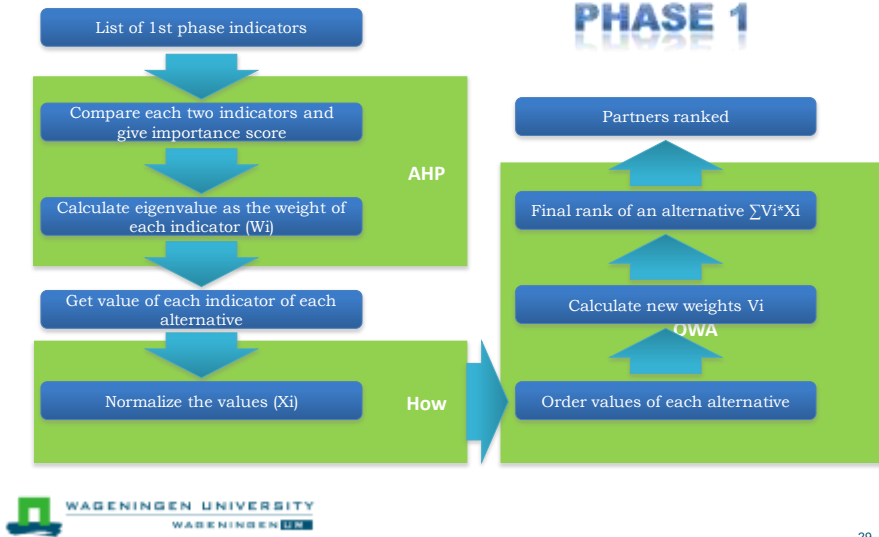 PHASE 1
List of 1st phase indicators
Compare each two indicators and
give importance score
AHP
Calculate eigenvalue as the weight of
each indicator (Wi)
Get value of each indicator of each
alternative
Normalize the values (Xi)
How
Order values of each alternative
OWA
Calculate new weights Vi
Final rank of an alternative ∑Vi*Xi
Partners ranked
WAGENINGEN UNIVERSITY
WAGENINGEN UR
29